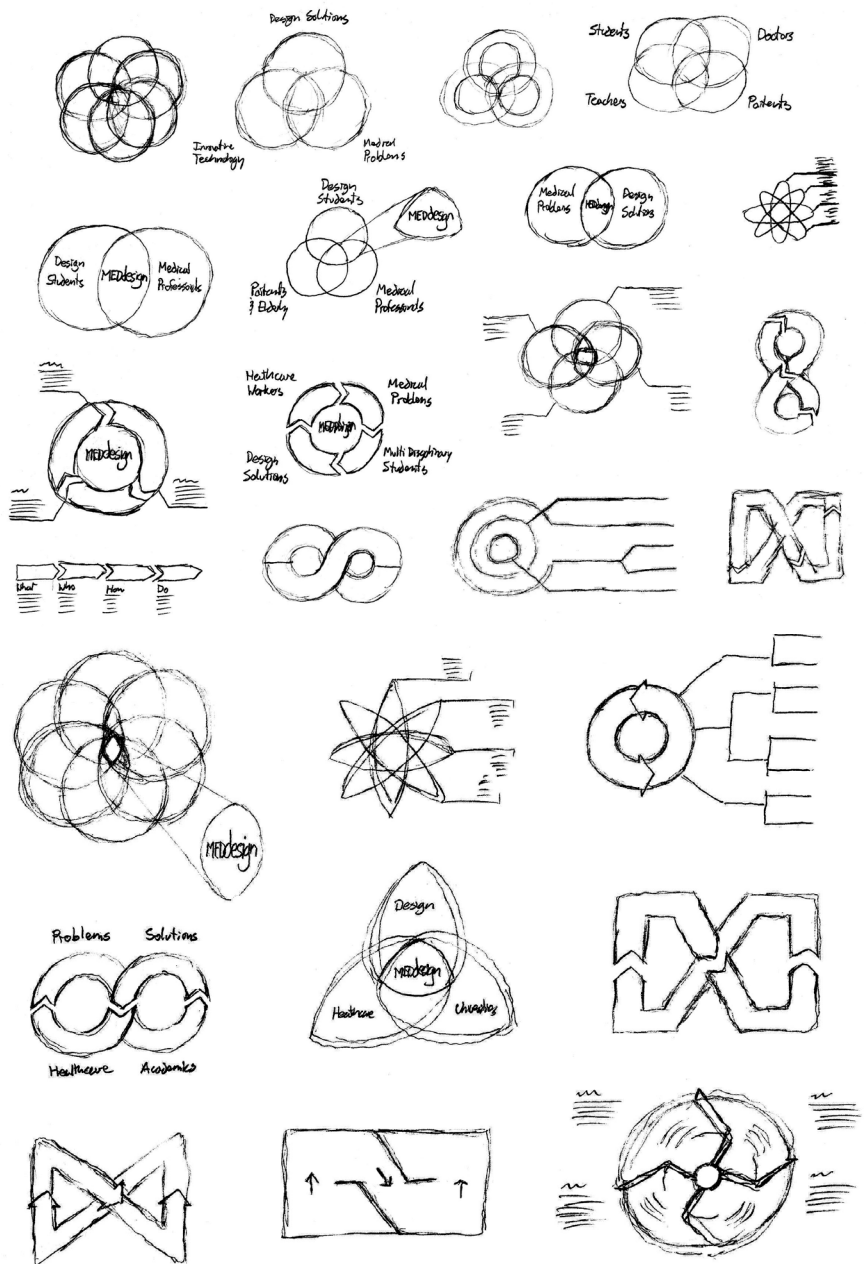 Design Solutions
Innovative
Technology
Medical
Problems
Students
Doctors
Teachers
Patients
Design
Students
MEDdesign
Medical
Professionals
Design
Students
MEDdesign
Patients
& Elderly
Medical
Professionals
Medical
Problems
MEDdesign
Design
Solutions
MEDdesign
Heathcare
Workers
Medical
Problems
MEDdesign
Design
Solutions
Multi Disciplinary
Students
What
Who
How
Do
MEDdesign
Design
MEDdesign
Healthcare
Problems
Solutions
Healthcare
Academics